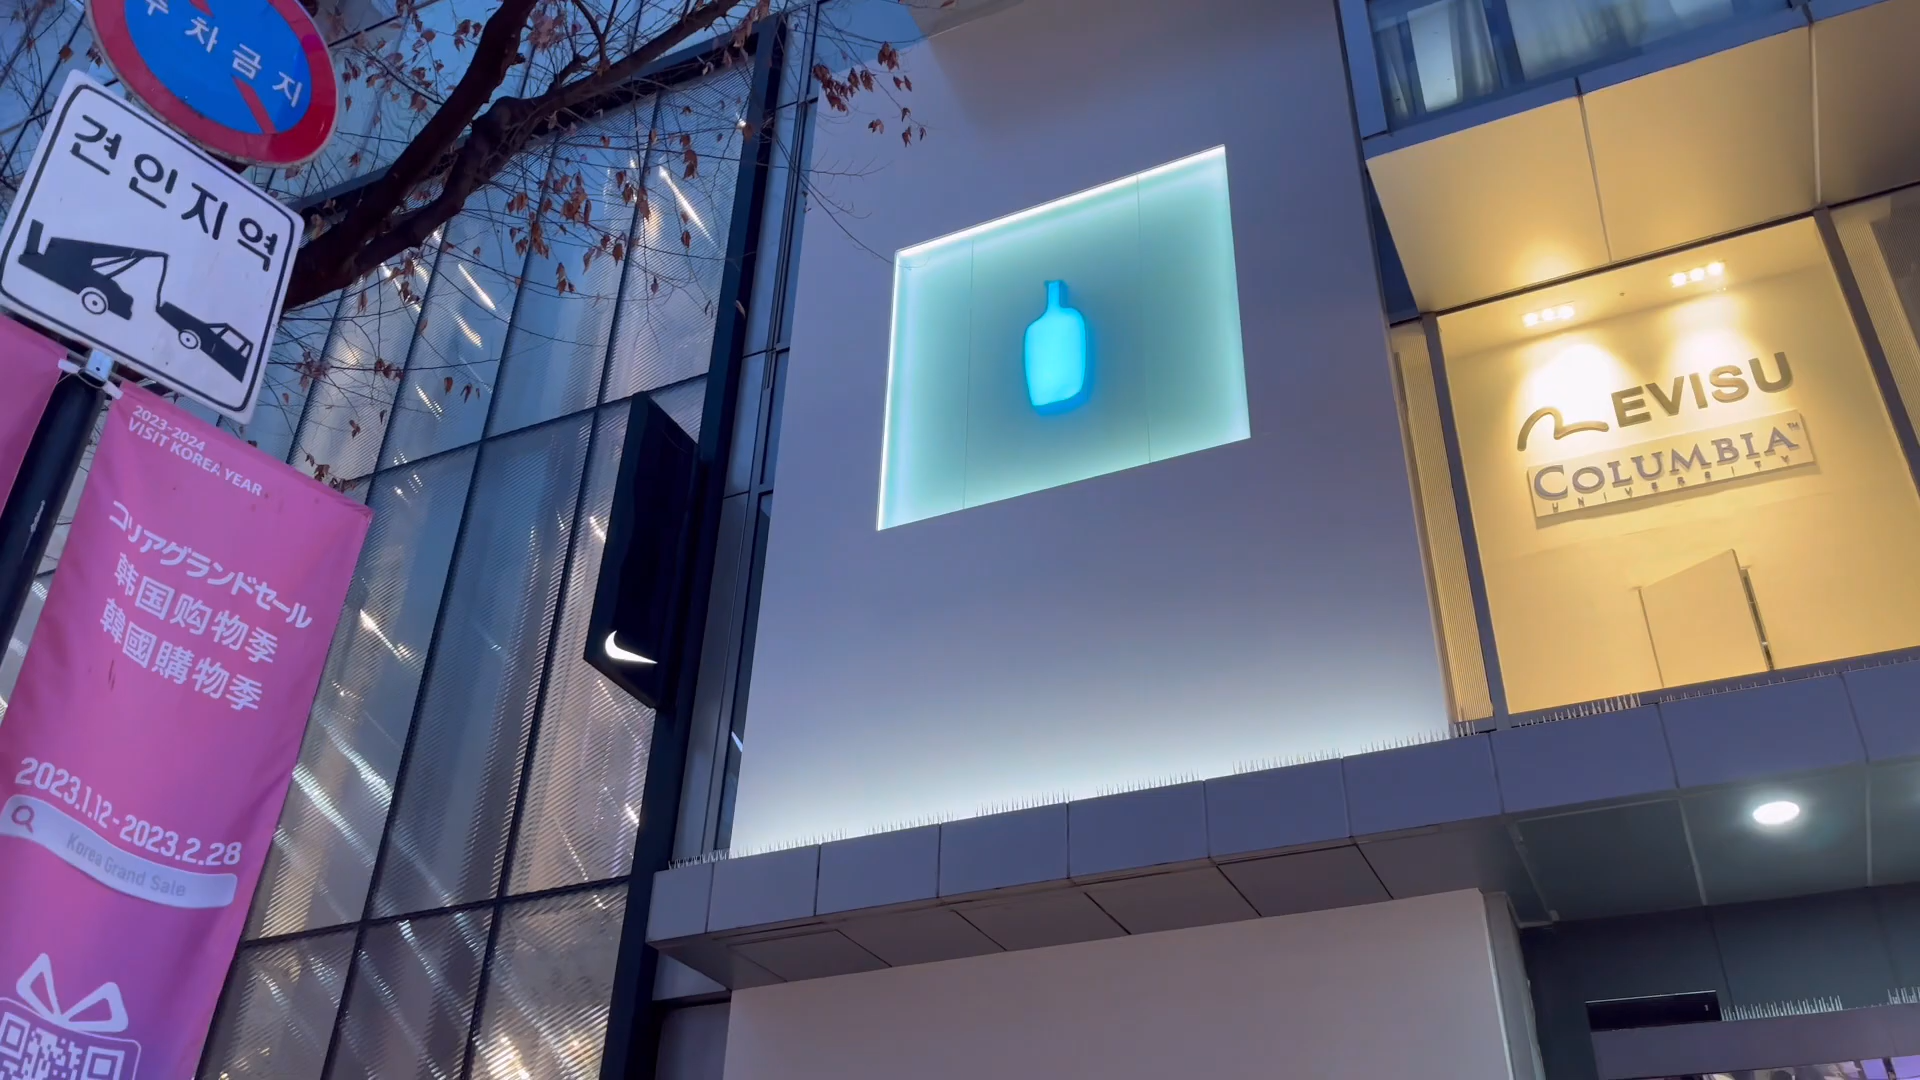 주차금지
견인지역
2023-2024
VISIT KOREA YEAR
コリアグランドセール
韩国购物季
韓國購物季
2023.1.12-2023.2.28
Korea Grand Sale
EVISU
COLUMBIA™
UNIVERSITY